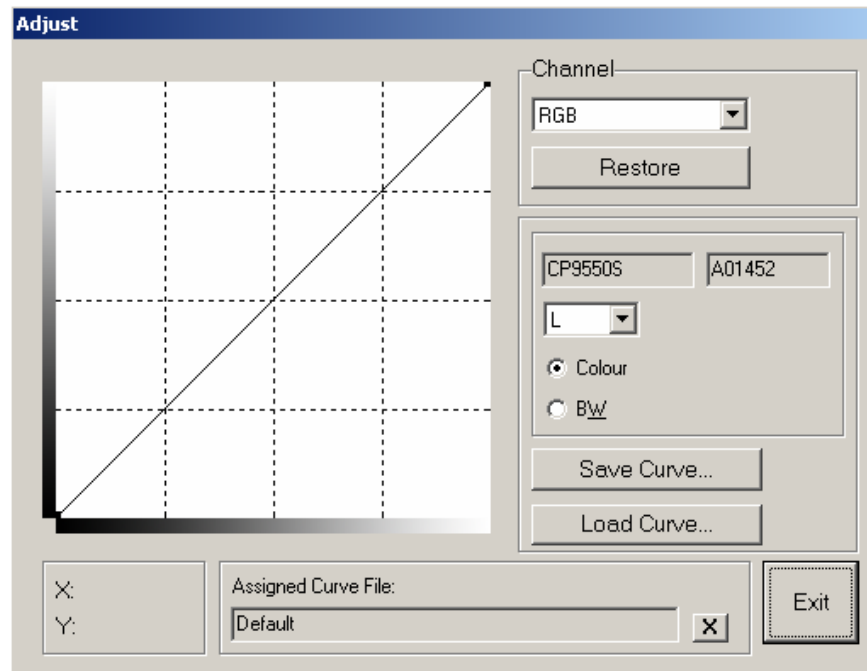 Adjust
Channel
RGB
Restore
CP9550S A01452
L
Colour
BW
Save Curve...
Load Curve...
X:
Y:
Assigned Curve File:
Default
X
Exit